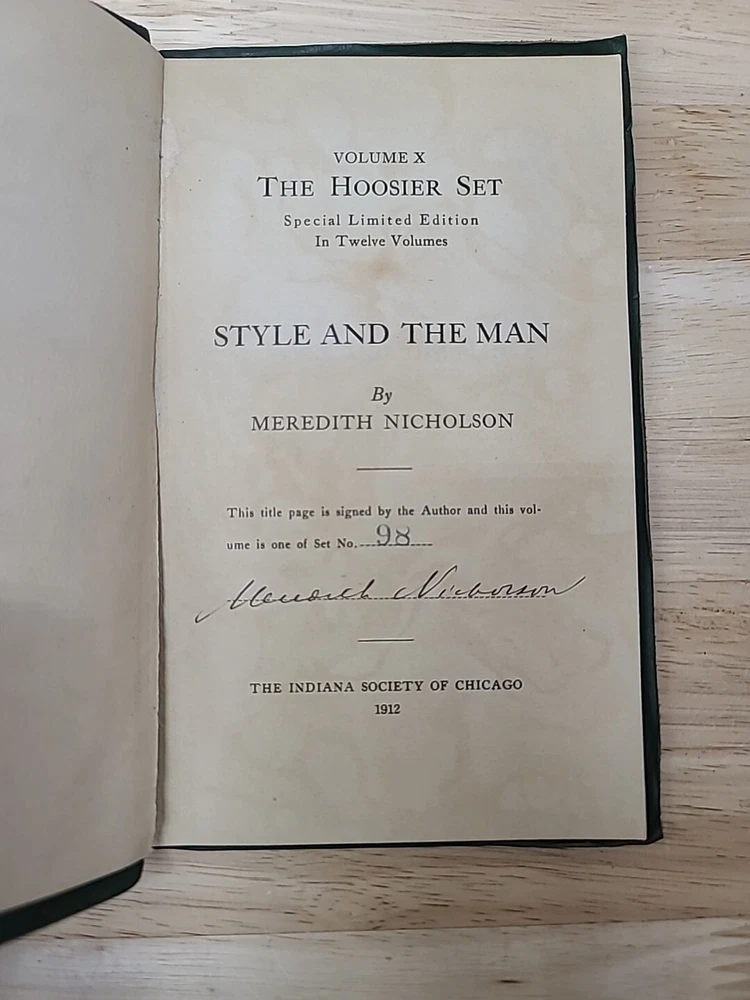 VOLUME X
THE HOOSIER SET
Special Limited Edition
In Twelve Volumes
STYLE AND THE MAN
By
MEREDITH NICHOLSON
This title page is signed by the Author and this vol-
ume is one of Set No. 98
Meredith Nicholson
THE INDIANA SOCIETY OF CHICAGO
1912